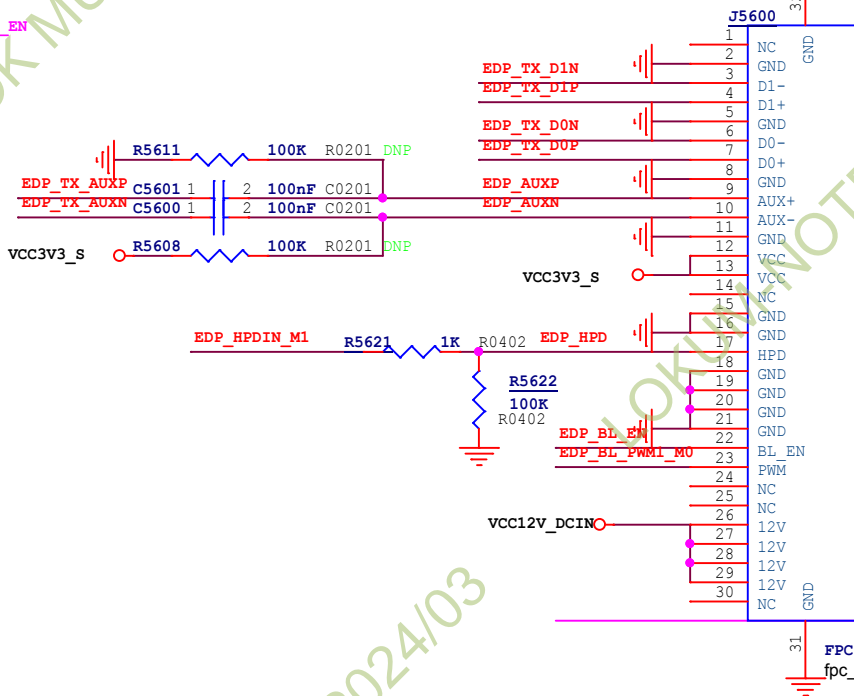 EN
J5600
1 NC
2 GND
EDP_TX_D1N 3 D1-
EDP_TX_D1P 4 D1+
5 GND
EDP_TX_D0N 6 D0-
EDP_TX_D0P 7 D0+
8 GND
R5611 100K R0201 DNP
EDP_TX_AUXP C5601 1 2 100nF C0201 EDP_AUXP 9 AUX+
EDP_TX_AUXN C5600 1 2 100nF C0201 EDP_AUXN 10 AUX-
11 GND
VCC3V3_S R5608 100K R0201 DNP
12 VCC
VCC3V3_S 13 VCC
14 NC
15 GND
16 GND
EDP_HPDIN_M1 R5621 1K R0402 EDP_HPD 17 HPD
18 GND
R5622
100K
R0402
19 GND
20 GND
21 GND
EDP_BL_EN 22 BL_EN
EDP_BL_PWM1_M0 23 PWM
24 NC
25 NC
VCC12V_DCIN 26 12V
27 12V
28 12V
29 12V
30 NC
GND
GND
31
FPC
fpc_
LOKUM-NOT
2024/03